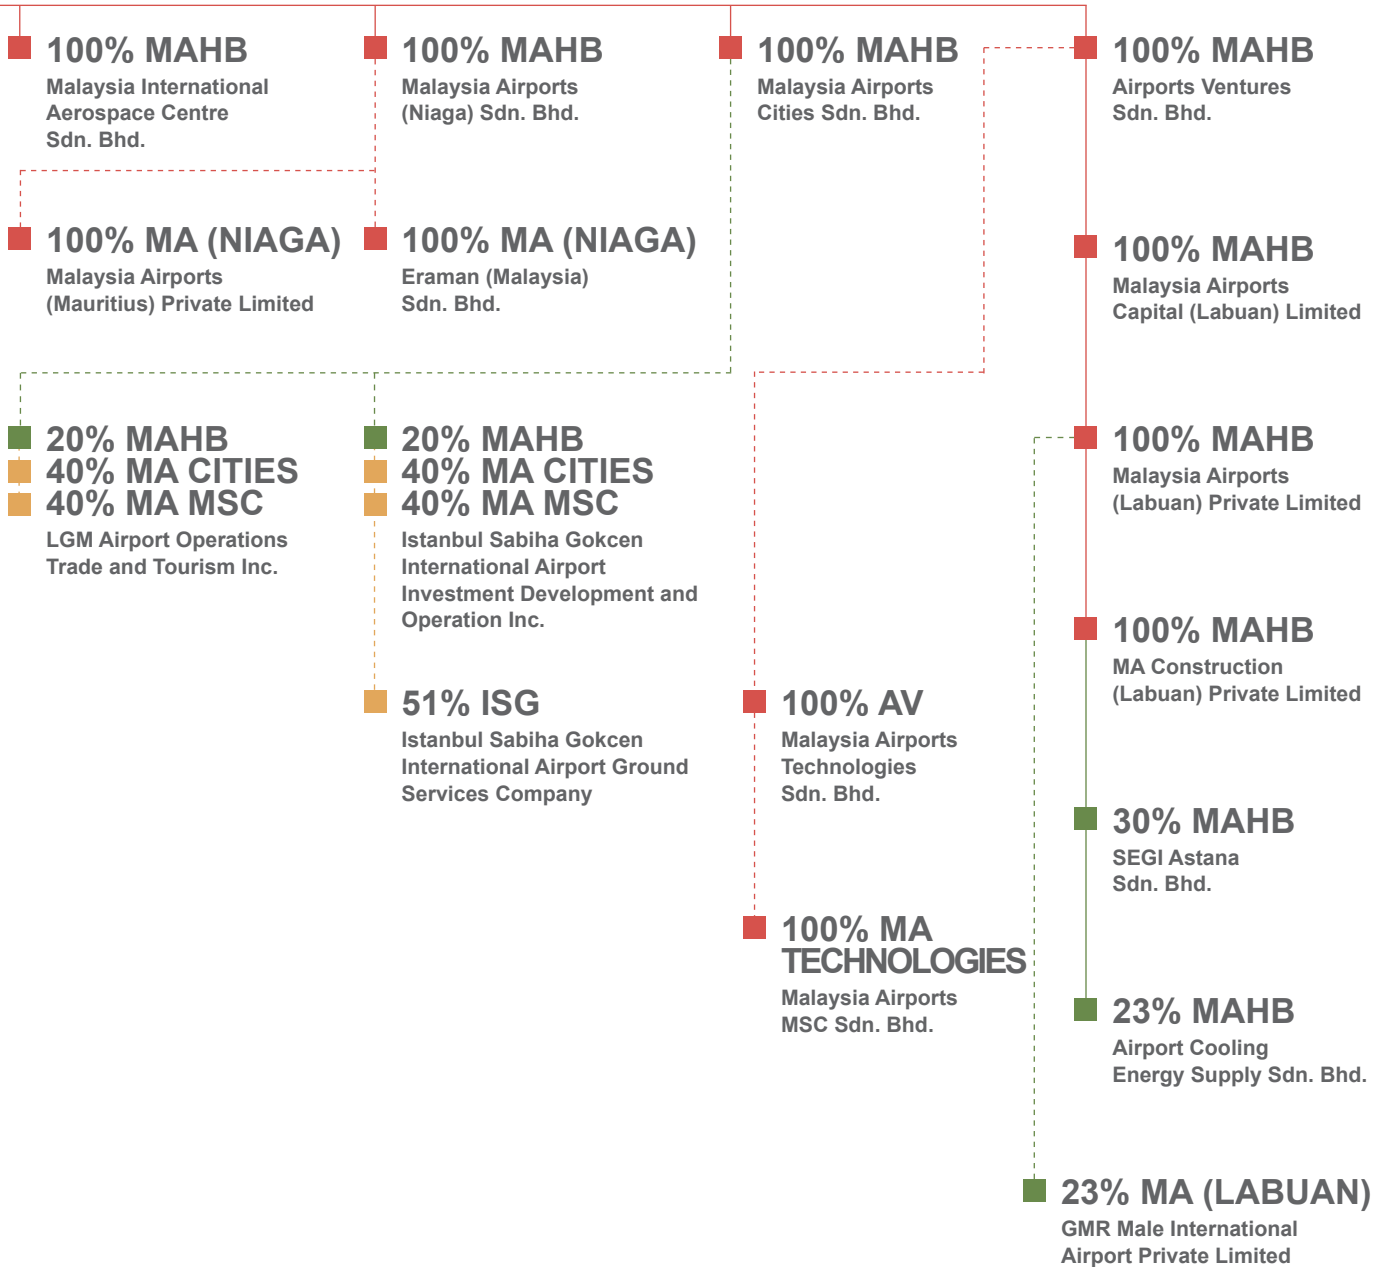 100% MAHB
Malaysia International
Aerospace Centre
Sdn. Bhd.
100% MAHB
Malaysia Airports
(Niaga) Sdn. Bhd.
100% MAHB
Malaysia Airports
Cities Sdn. Bhd.
100% MAHB
Airports Ventures
Sdn. Bhd.
100% MA (NIAGA)
Malaysia Airports
(Mauritius) Private Limited
100% MA (NIAGA)
Eraman (Malaysia)
Sdn. Bhd.
100% MAHB
Malaysia Airports
Capital (Labuan) Limited
20% MAHB
40% MA CITIES
40% MA MSC
LGM Airport Operations
Trade and Tourism Inc.
20% MAHB
40% MA CITIES
40% MA MSC
Istanbul Sabiha Gokcen
International Airport
Investment Development and
Operation Inc.
100% MAHB
Malaysia Airports
(Labuan) Private Limited
100% MAHB
MA Construction
(Labuan) Private Limited
51% ISG
Istanbul Sabiha Gokcen
International Airport Ground
Services Company
100% AV
Malaysia Airports
Technologies
Sdn. Bhd.
30% MAHB
SEGI Astana
Sdn. Bhd.
100% MA
TECHNOLOGIES
Malaysia Airports
MSC Sdn. Bhd.
23% MAHB
Airport Cooling
Energy Supply Sdn. Bhd.
23% MA (LABUAN)
GMR Male International
Airport Private Limited